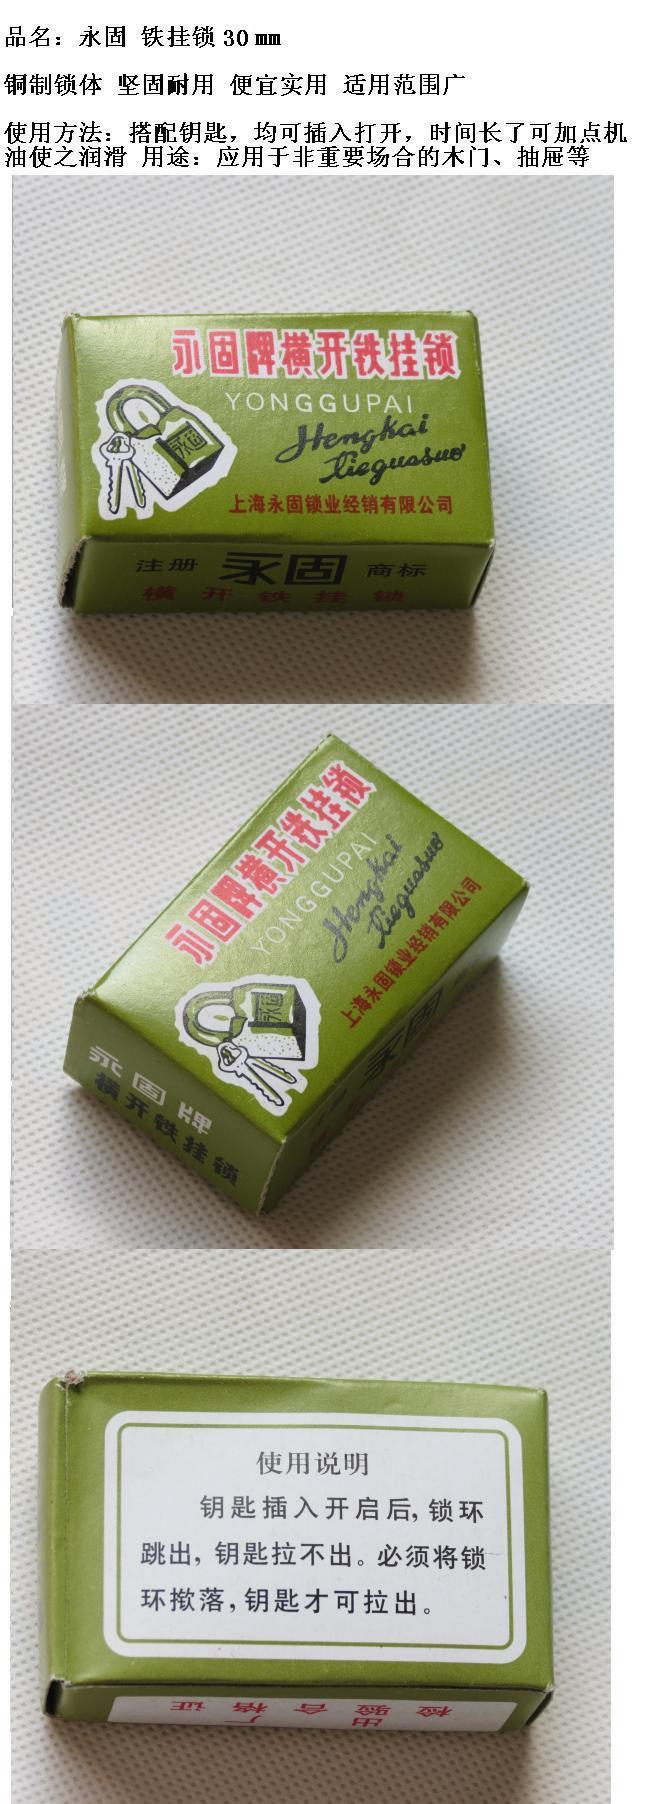 品名：永固 铁挂锁 30mm
铜制锁体 坚固耐用 便宜实用 适用范围广
使用方法：搭配钥匙，均可插入打开，时间长了可加点机
油使之润滑 用途：应用于非重要场合的木门、抽屉等
永固牌横开铁挂锁
YONGGUPAI
Hengkai
tieguasuo
永固
上海永固锁业经销有限公司
注册 永固 商标
横开铁挂锁
永固牌横开铁挂锁
YONGGUPAI
Hengkai
tieguasuo
上海永固锁业经销有限公司
永固
永固
永固牌
横开铁挂锁
使用说明
钥匙插入开启后，锁环
跳出，钥匙拉不出。必须将锁
环揿落，钥匙才可拉出。
出厂
检验合格证